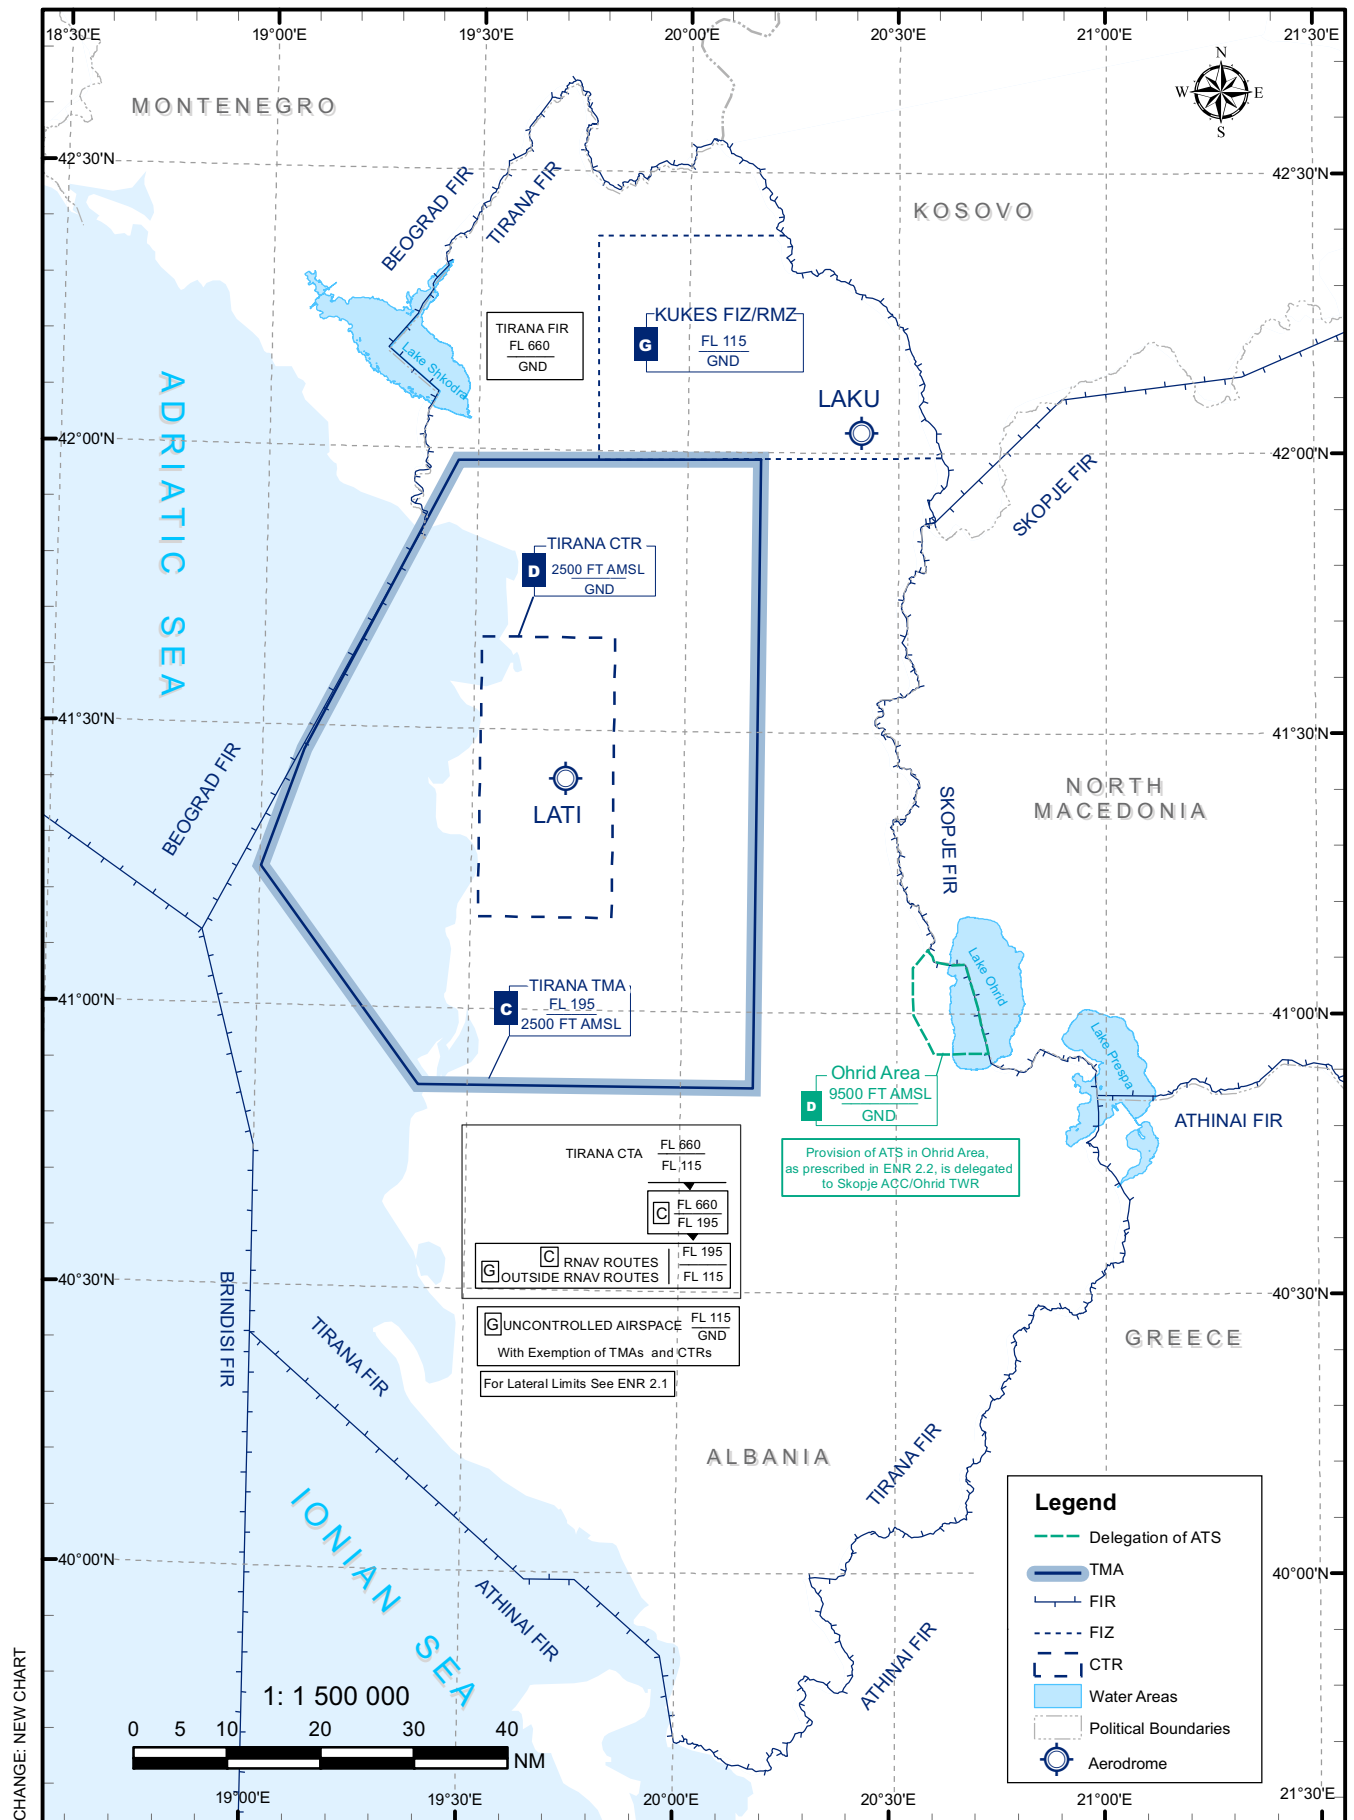 18°30'E 19°00'E 19°30'E 20°00'E 20°30'E 21°00'E 21°30'E
N
W E
S
MONTENEGRO
42°30'N 42°30'N
BEOGRAD FIR
TIRANA FIR
KOSOVO
TIRANA FIR
FL 660
GND
KUKES FIZ/RMZ
G
FL 115
GND
Lake Shkodra
LAKU
ADRIATIC SEA
42°00'N 42°00'N
SKOPJE FIR
TIRANA CTR
D
2500 FT AMSL
GND
41°30'N 41°30'N
BEOGRAD FIR
LATI
NORTH
MACEDONIA
SKOPJE FIR
Lake Ohrid
TIRANA TMA
C
FL 195
2500 FT AMSL
41°00'N 41°00'N
Lake Prespa
Ohrid Area
D
9500 FT AMSL
GND
ATHINAI FIR
Provision of ATS in Ohrid Area,
as prescribed in ENR 2.2, is delegated
to Skopje ACC/Ohrid TWR
TIRANA CTA
FL 660
FL 115
C
FL 660
FL 195
C RNAV ROUTES
G OUTSIDE RNAV ROUTES
FL 195
FL 115
40°30'N 40°30'N
G UNCONTROLLED AIRSPACE
FL 115
GND
With Exemption of TMAs and CTRs
For Lateral Limits See ENR 2.1
BRINDISI FIR
TIRANA FIR
GREECE
ALBANIA
TIRANA FIR
IONIAN SEA
40°00'N 40°00'N
ATHINAI FIR
ATHINAI FIR
Legend
Delegation of ATS
TMA
FIR
FIZ
CTR
Water Areas
Political Boundaries
Aerodrome
1: 1 500 000
0 5 10 20 30 40
NM
19°00'E 19°30'E 20°00'E 20°30'E 21°00'E 21°30'E
CHANGE: NEW CHART